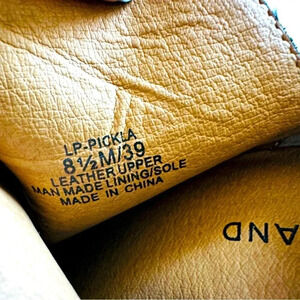 LP-PICKLA
8½M/39
LEATHER UPPER
MAN MADE LINING/SOLE
MADE IN CHINA
AND